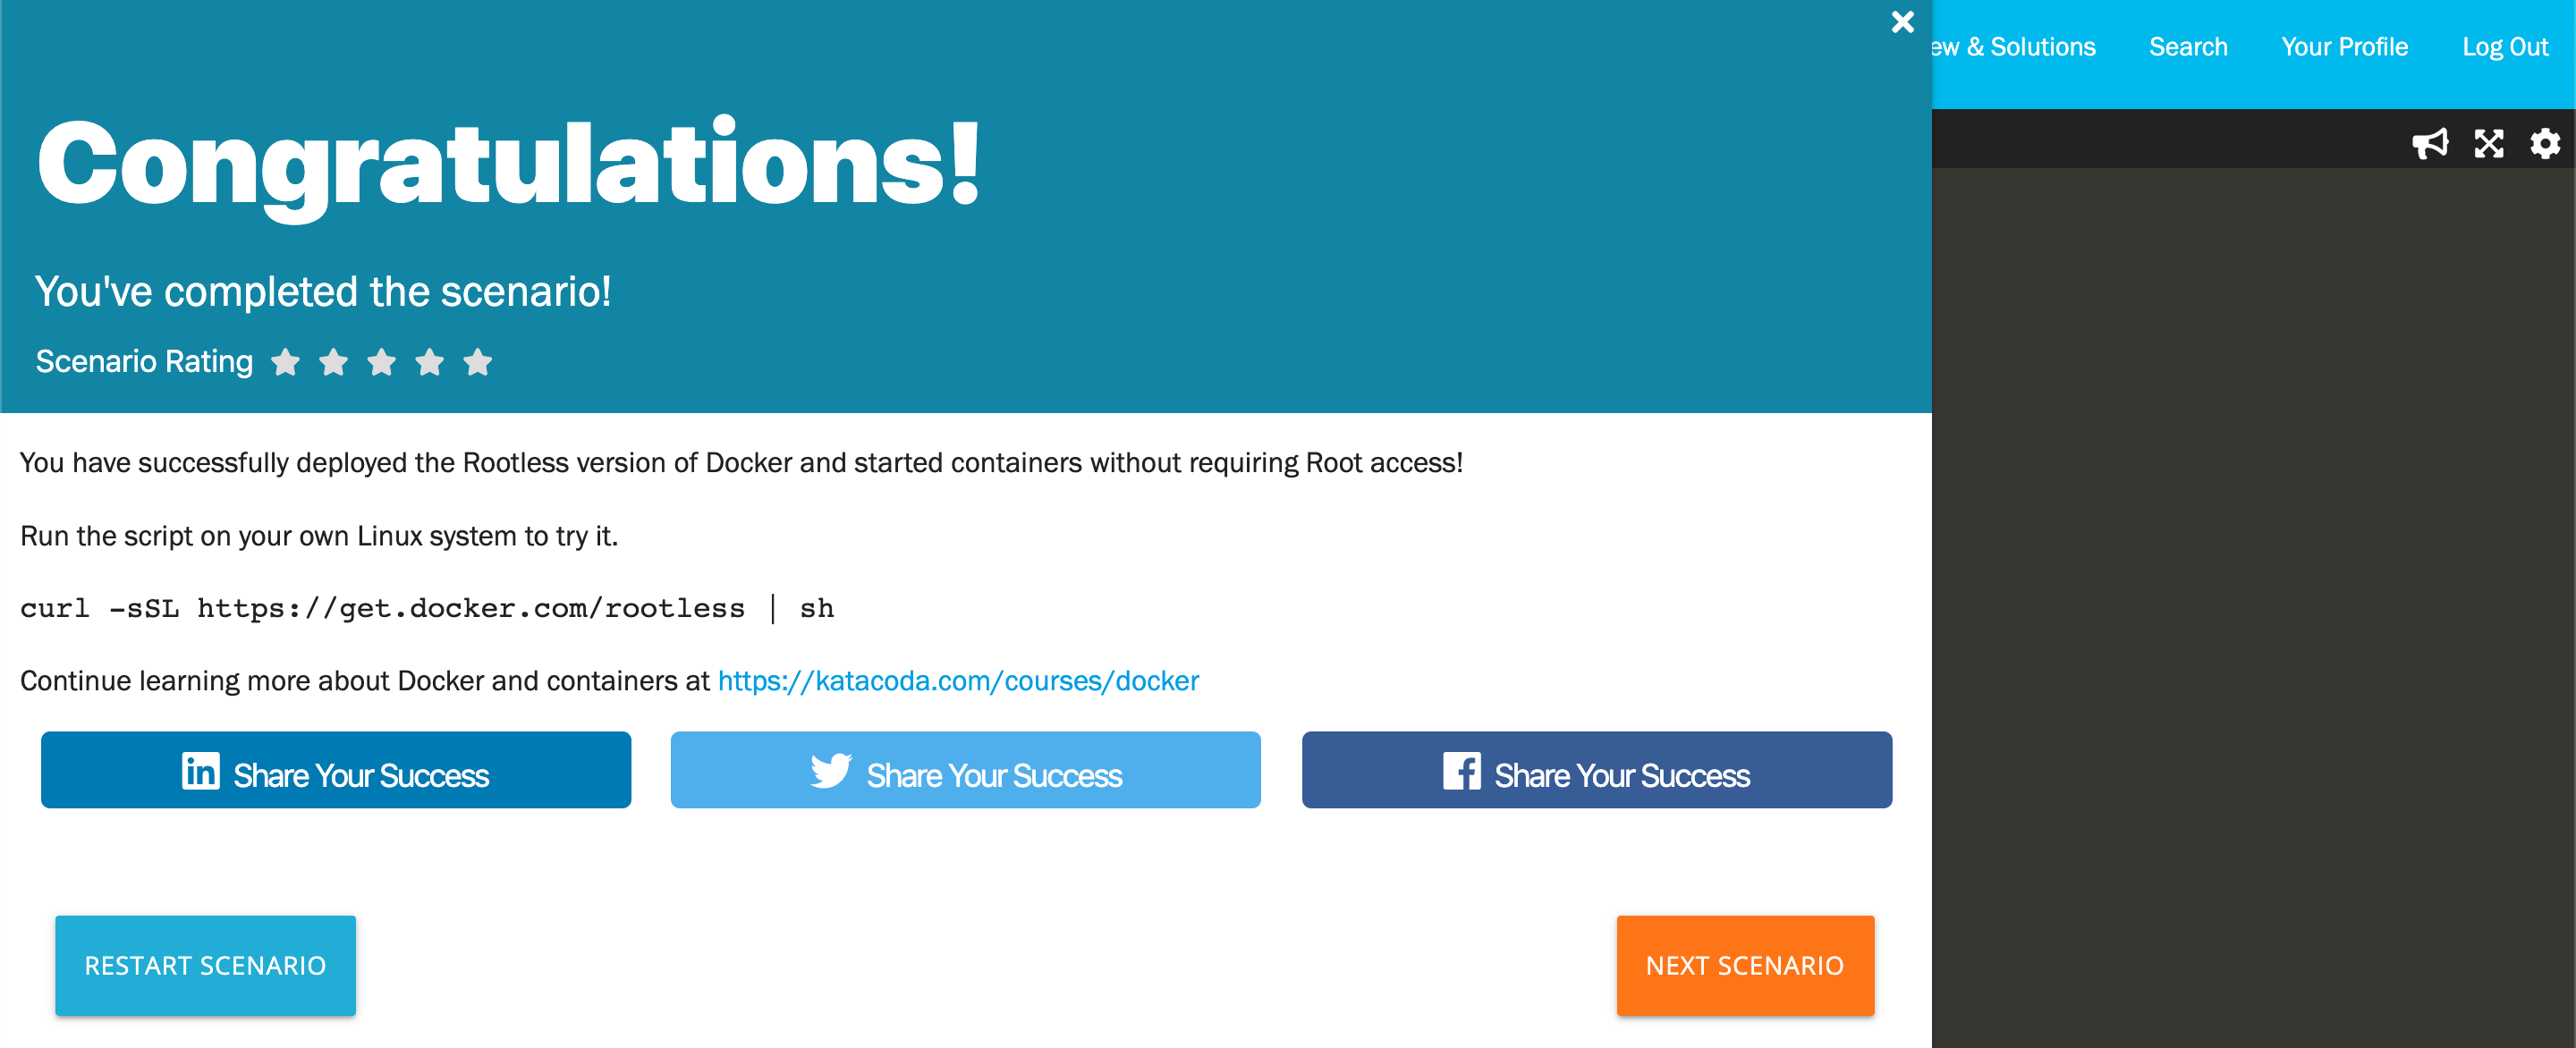 ew & Solutions Search Your Profile Log Out
Congratulations!
You've completed the scenario!
Scenario Rating
You have successfully deployed the Rootless version of Docker and started containers without requiring Root access!
Run the script on your own Linux system to try it.
curl -sSL https://get.docker.com/rootless | sh
Continue learning more about Docker and containers at https://katacoda.com/courses/docker
in Share Your Success
Share Your Success
f Share Your Success
RESTART SCENARIO
NEXT SCENARIO